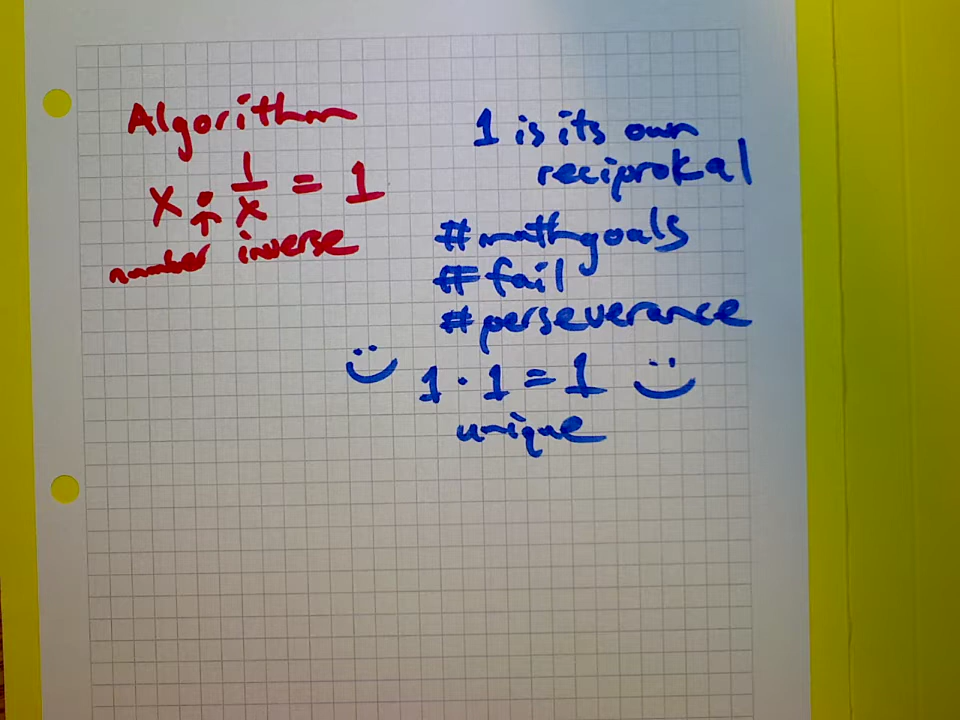 Algorithm
x · 1/x = 1
↑
number inverse
1 is its own
reciprokal
#mathgoals
#fail
#perseverance
1 · 1 = 1
unique